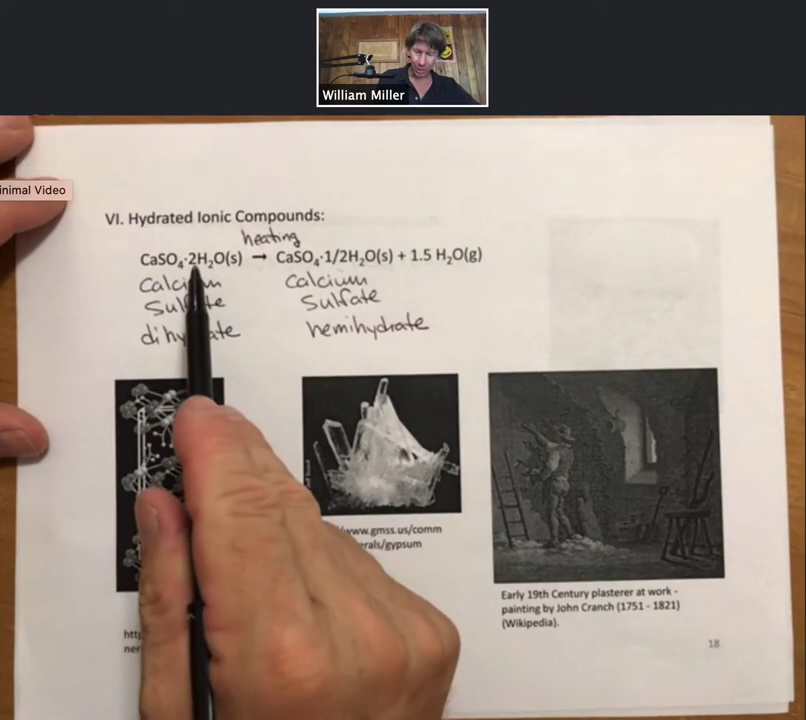 William Miller
inimal Video
VI. Hydrated Ionic Compounds:
heating
CaSO₄·2H₂O(s) → CaSO₄·1/2H₂O(s) + 1.5 H₂O(g)
Calcium Calcium
Sulfate Sulfate
hemihydrate
www.gmss.us/comm
erals/gypsum
Early 19th Century plasterer at work -
painting by John Cranch (1751 - 1821)
(Wikipedia).
18